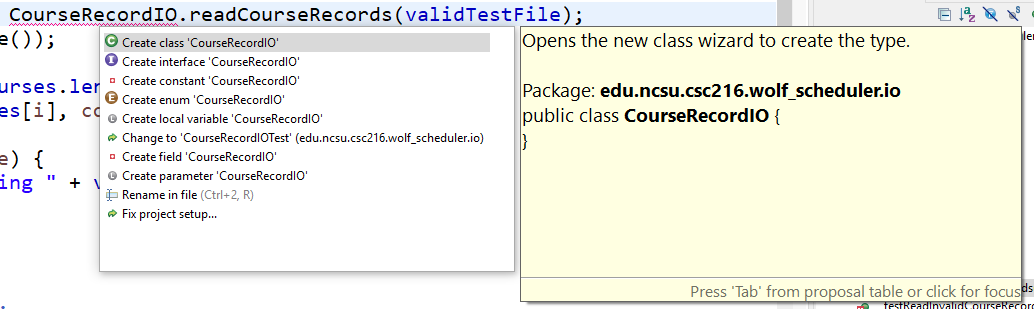 CourseRecordIO.readCourseRecords(validTestFile);
e());
urses.le
es[i], co
e) {
ing " + v
Create class 'CourseRecordIO'
Create interface 'CourseRecordIO'
Create constant 'CourseRecordIO'
Create enum 'CourseRecordIO'
Create local variable 'CourseRecordIO'
Change to 'CourseRecordIOTest' (edu.ncsu.csc216.wolf_scheduler.io)
Create field 'CourseRecordIO'
Create parameter 'CourseRecordIO'
Rename in file (Ctrl+2, R)
Fix project setup...
Opens the new class wizard to create the type.
Package: edu.ncsu.csc216.wolf_scheduler.io
public class CourseRecordIO {
}
Press 'Tab' from proposal table or click for focus
ds
testReadInvalidCourseRecord